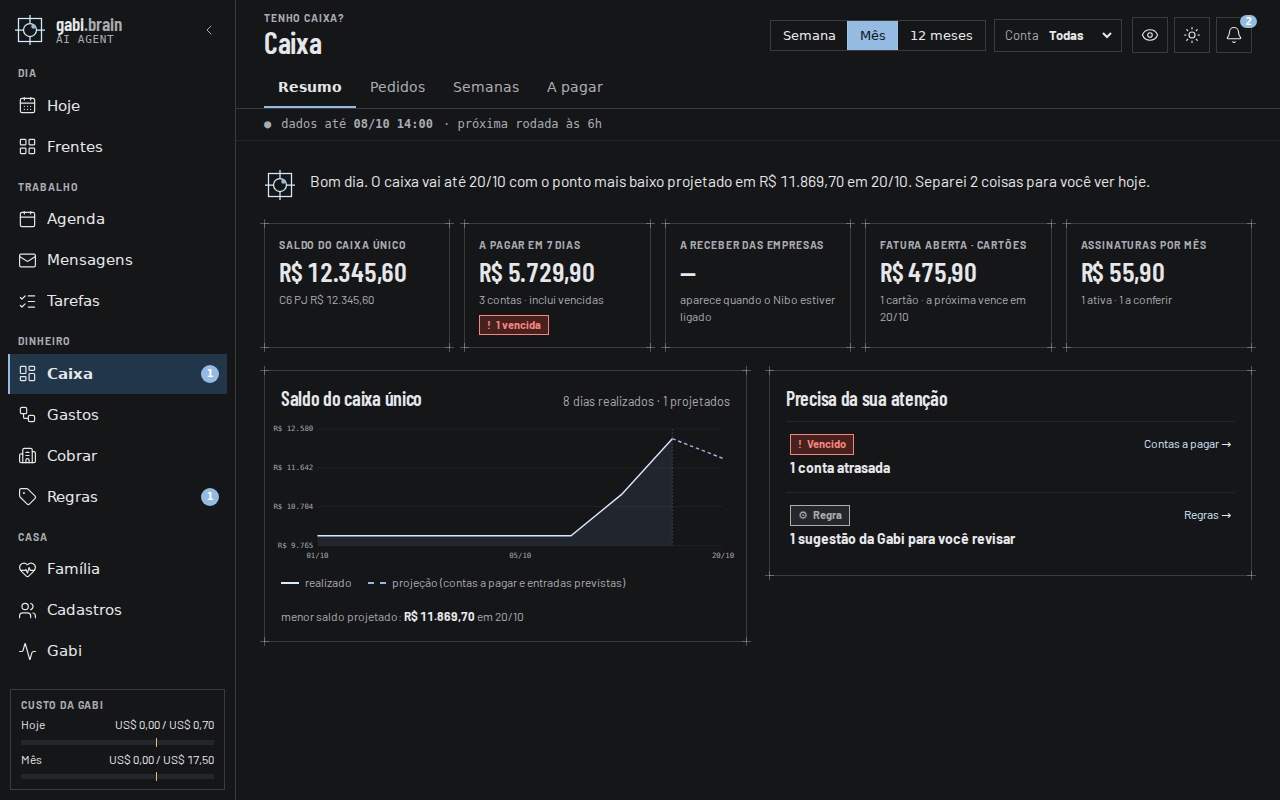 gabi.brain
AI AGENT
DIA
Hoje
Frentes
TRABALHO
Agenda
Mensagens
Tarefas
DINHEIRO
Caixa 1
Gastos
Cobrar
Regras 1
CASA
Família
Cadastros
Gabi
CUSTO DA GABI
Hoje US$ 0,00 / US$ 0,70
Mês US$ 0,00 / US$ 17,50
TENHO CAIXA?
Caixa
Semana Mês 12 meses Conta Todas 2
Resumo Pedidos Semanas A pagar
● dados até 08/10 14:00 · próxima rodada às 6h
Bom dia. O caixa vai até 20/10 com o ponto mais baixo projetado em R$ 11.869,70 em 20/10. Separei 2 coisas para você ver hoje.
SALDO DO CAIXA ÚNICO
R$ 12.345,60
C6 PJ R$ 12.345,60
A PAGAR EM 7 DIAS
R$ 5.729,90
3 contas · inclui vencidas
! 1 vencida
A RECEBER DAS EMPRESAS
—
aparece quando o Nibo estiver
ligado
FATURA ABERTA · CARTÕES
R$ 475,90
1 cartão · a próxima vence em
20/10
ASSINATURAS POR MÊS
R$ 55,90
1 ativa · 1 a conferir
Saldo do caixa único 8 dias realizados · 1 projetados
R$ 12.580
R$ 11.642
R$ 10.704
R$ 9.765
01/10 05/10 20/10
realizado projeção (contas a pagar e entradas previstas)
menor saldo projetado: R$ 11.869,70 em 20/10
Precisa da sua atenção
! Vencido Contas a pagar →
1 conta atrasada
⚙ Regra Regras →
1 sugestão da Gabi para você revisar